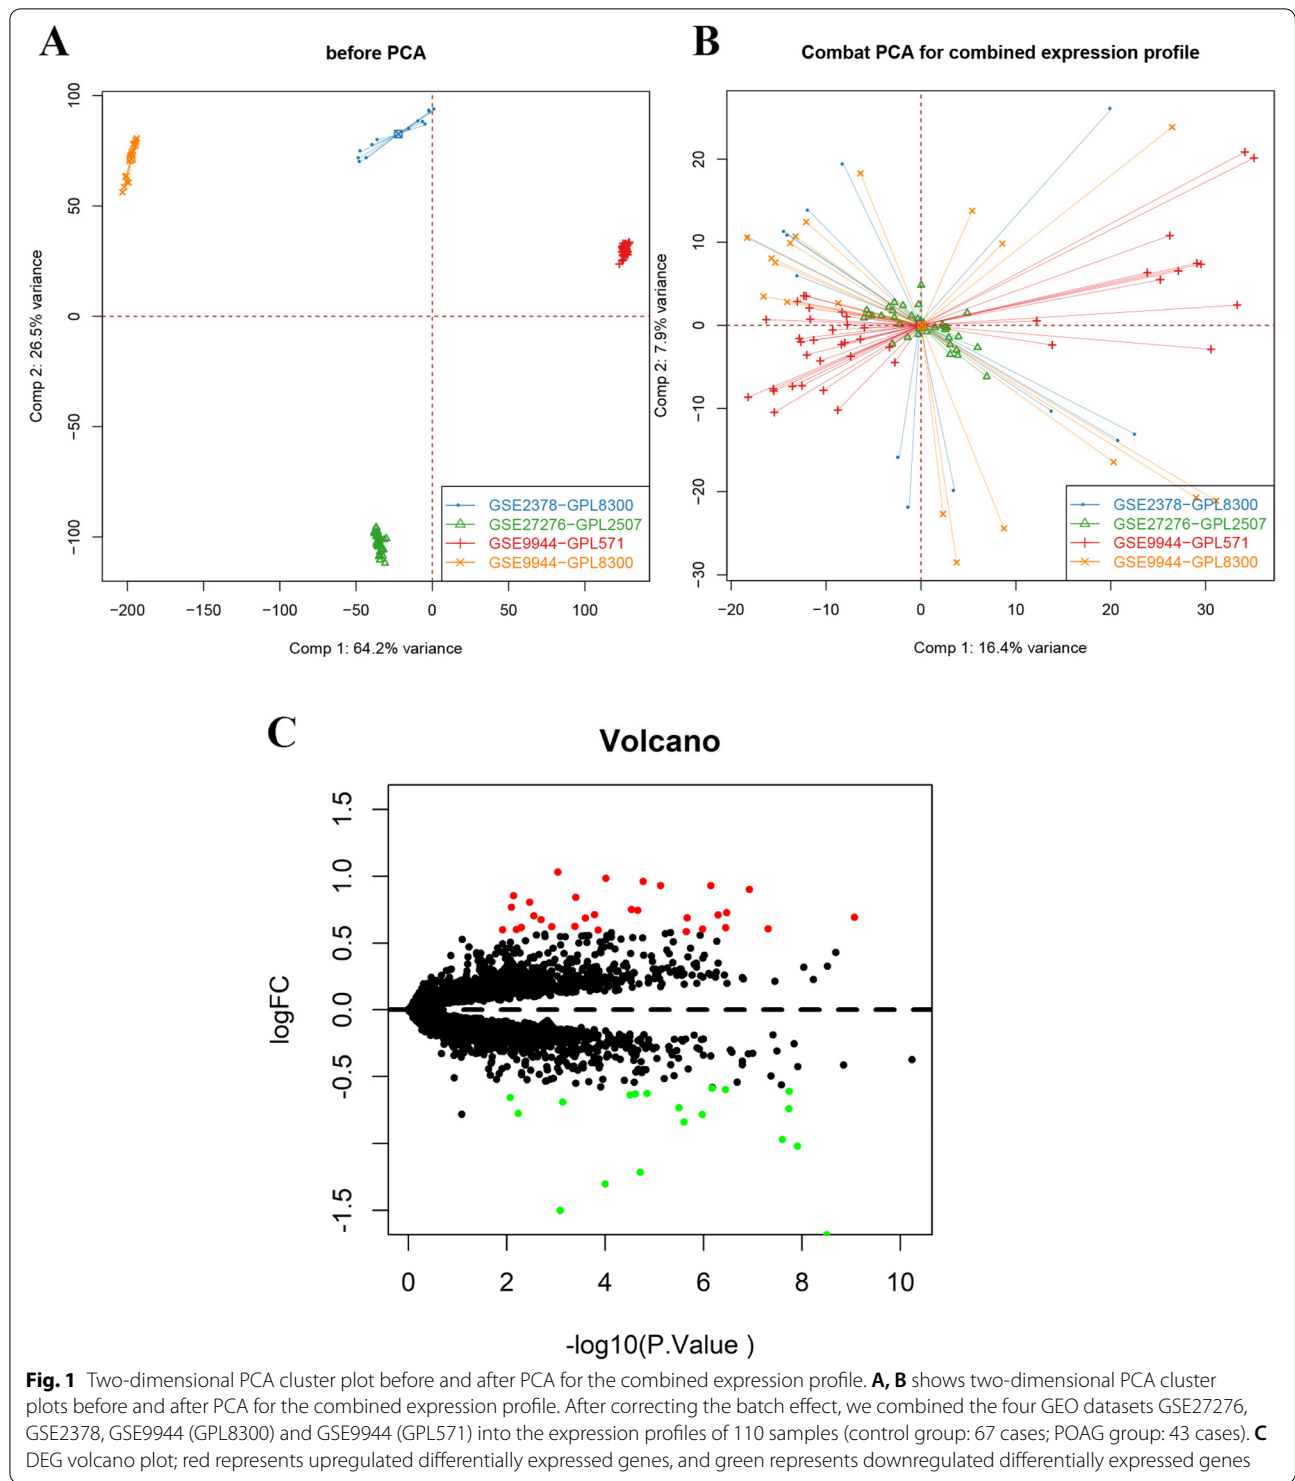 A
before PCA
100
50
0
−50
−100
Comp 2: 26.5% variance
−200 −150 −100 −50 0 50 100
Comp 1: 64.2% variance
GSE2378−GPL8300
GSE27276−GPL2507
GSE9944−GPL571
GSE9944−GPL8300
B
Combat PCA for combined expression profile
20
10
0
−10
−20
−30
Comp 2: 7.9% variance
−20 −10 0 10 20 30
Comp 1: 16.4% variance
GSE2378−GPL8300
GSE27276−GPL2507
GSE9944−GPL571
GSE9944−GPL8300
C
Volcano
1.5
1.0
0.5
0.0
-0.5
-1.5
logFC
0 2 4 6 8 10
-log10(P.Value )
Fig. 1 Two-dimensional PCA cluster plot before and after PCA for the combined expression profile. A, B shows two-dimensional PCA cluster
plots before and after PCA for the combined expression profile. After correcting the batch effect, we combined the four GEO datasets GSE27276,
GSE2378, GSE9944 (GPL8300) and GSE9944 (GPL571) into the expression profiles of 110 samples (control group: 67 cases; POAG group: 43 cases). C
DEG volcano plot; red represents upregulated differentially expressed genes, and green represents downregulated differentially expressed genes